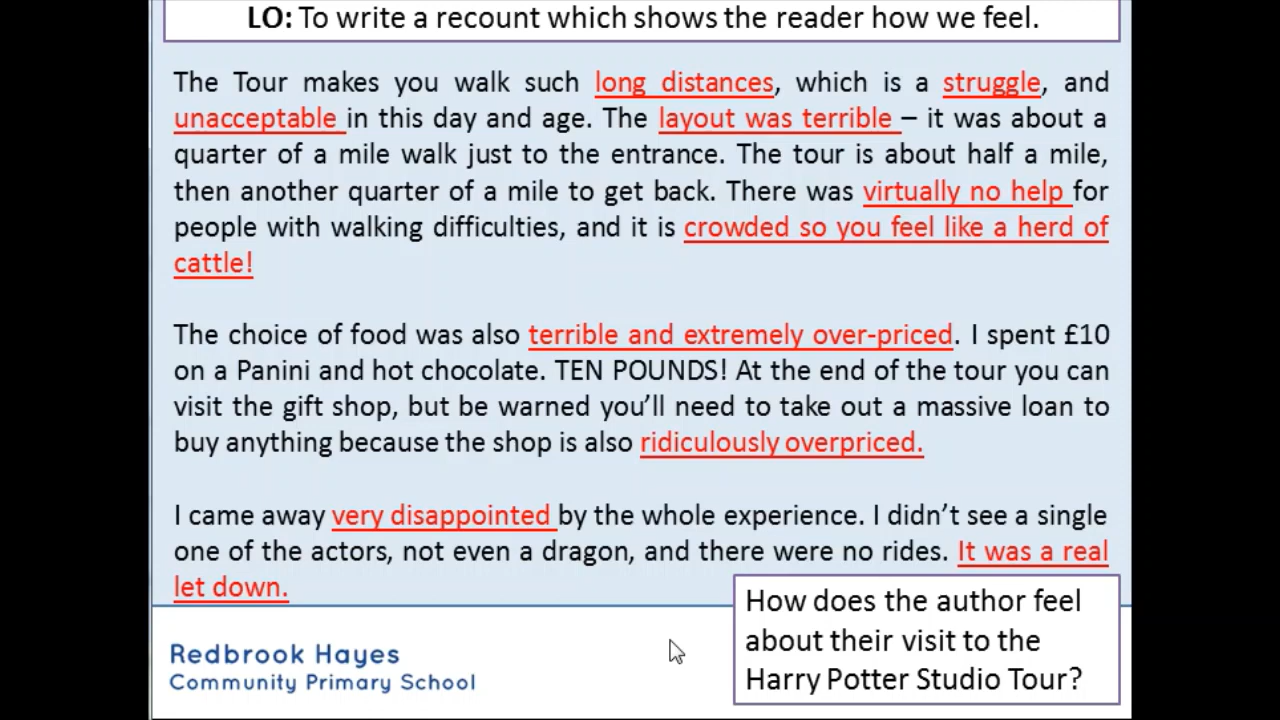 LO: To write a recount which shows the reader how we feel.
The Tour makes you walk such long distances, which is a struggle, and
unacceptable in this day and age. The layout was terrible – it was about a
quarter of a mile walk just to the entrance. The tour is about half a mile,
then another quarter of a mile to get back. There was virtually no help for
people with walking difficulties, and it is crowded so you feel like a herd of
cattle!
The choice of food was also terrible and extremely over-priced. I spent £10
on a Panini and hot chocolate. TEN POUNDS! At the end of the tour you can
visit the gift shop, but be warned you’ll need to take out a massive loan to
buy anything because the shop is also ridiculously overpriced.
I came away very disappointed by the whole experience. I didn’t see a single
one of the actors, not even a dragon, and there were no rides. It was a real
let down.
How does the author feel
about their visit to the
Harry Potter Studio Tour?
Redbrook Hayes
Community Primary School